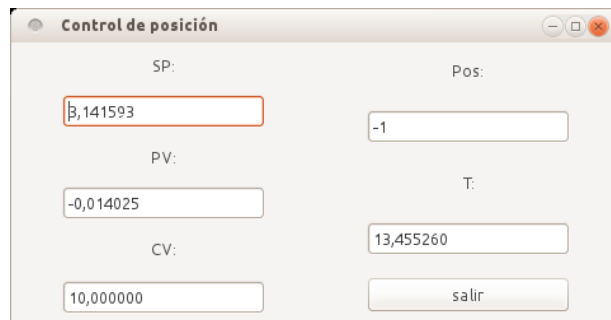 Control de posición
SP:
3,141593
PV:
-0,014025
CV:
10,000000
Pos:
-1
T:
13,455260
salir